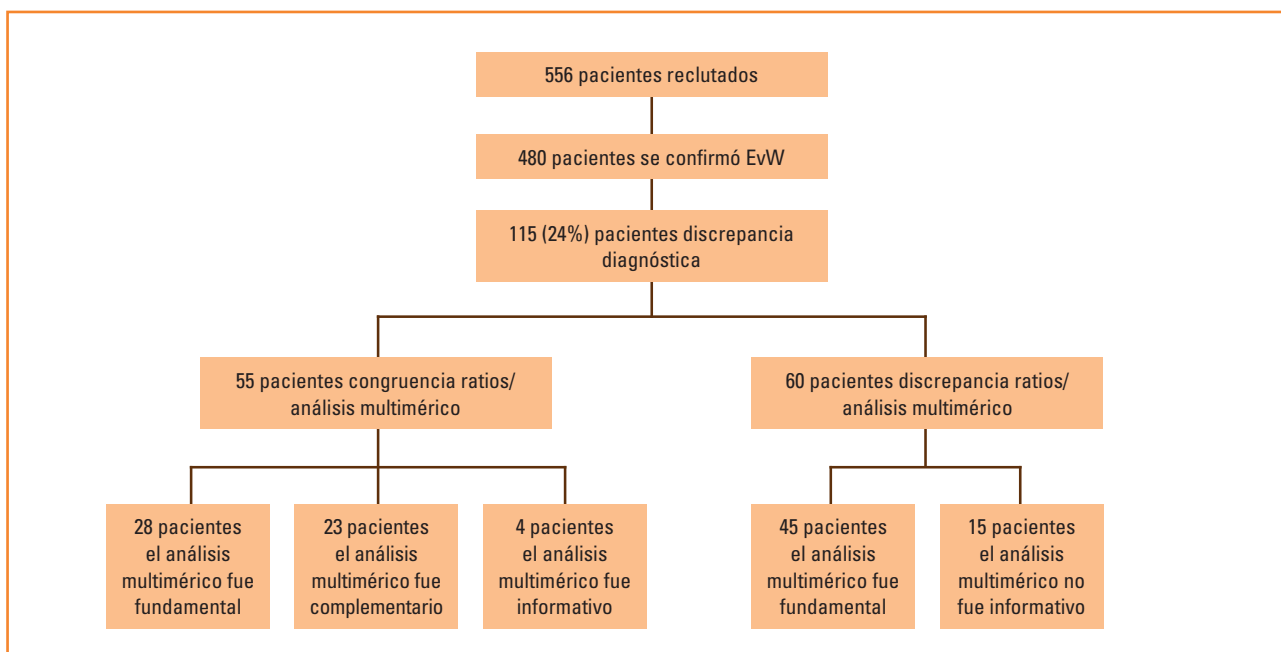 556 pacientes reclutados
480 pacientes se confirmó EvW
115 (24%) pacientes discrepancia
diagnóstica
55 pacientes congruencia ratios/
análisis multimérico
60 pacientes discrepancia ratios/
análisis multimérico
28 pacientes
el análisis
multimérico fue
fundamental
23 pacientes
el análisis
multimérico fue
complementario
4 pacientes
el análisis
multimérico fue
informativo
45 pacientes
el análisis
multimérico fue
fundamental
15 pacientes
el análisis
multimérico no
fue informativo